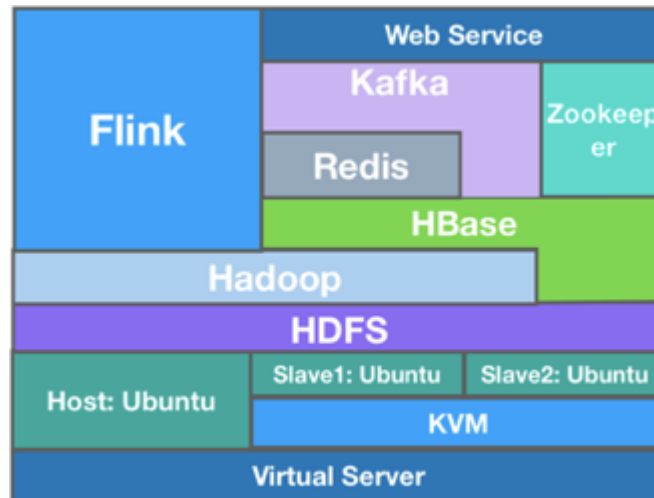 Web Service
Flink
Kafka
Zookeep
er
Redis
HBase
Hadoop
HDFS
Host: Ubuntu
Slave1: Ubuntu
Slave2: Ubuntu
KVM
Virtual Server